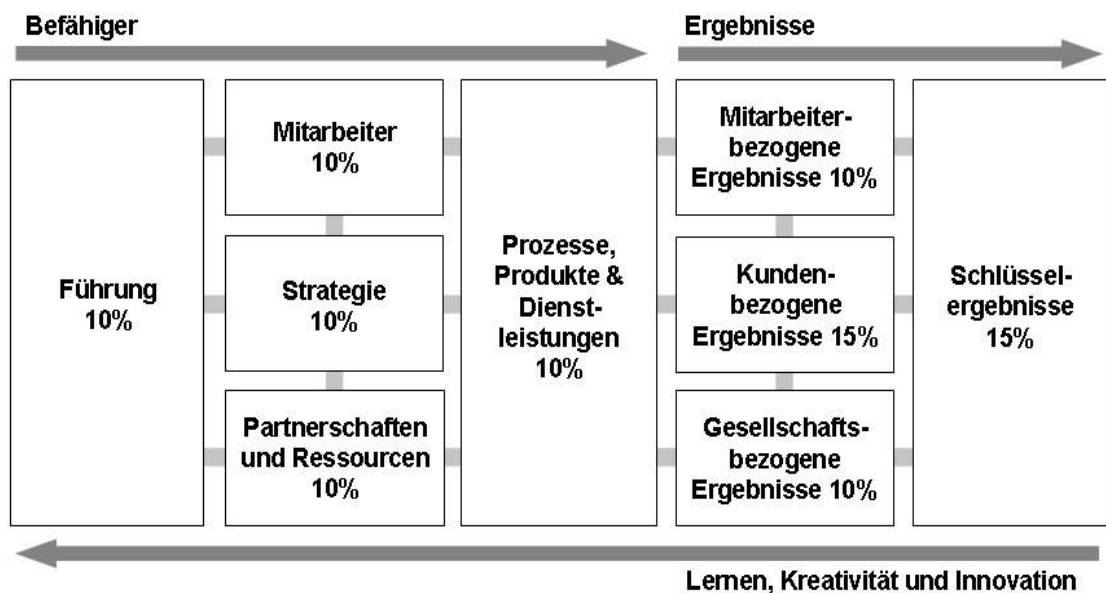 Befähiger
Ergebnisse
Führung
10%
Mitarbeiter
10%
Strategie
10%
Partnerschaften
und Ressourcen
10%
Prozesse,
Produkte &
Dienst-
leistungen
10%
Mitarbeiter-
bezogene
Ergebnisse 10%
Kunden-
bezogene
Ergebnisse 15%
Gesellschafts-
bezogene
Ergebnisse 10%
Schlüssel-
ergebnisse
15%
Lernen, Kreativität und Innovation